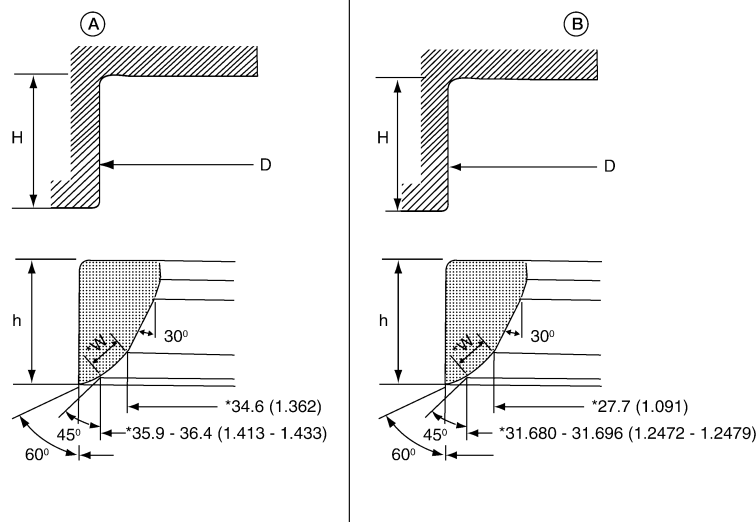 A
H
D
h
*W
30⁰
*34.6 (1.362)
45⁰
*35.9 - 36.4 (1.413 - 1.433)
60⁰
B
H
D
h
*W
30⁰
*27.7 (1.091)
45⁰
*31.680 - 31.696 (1.2472 - 1.2479)
60⁰